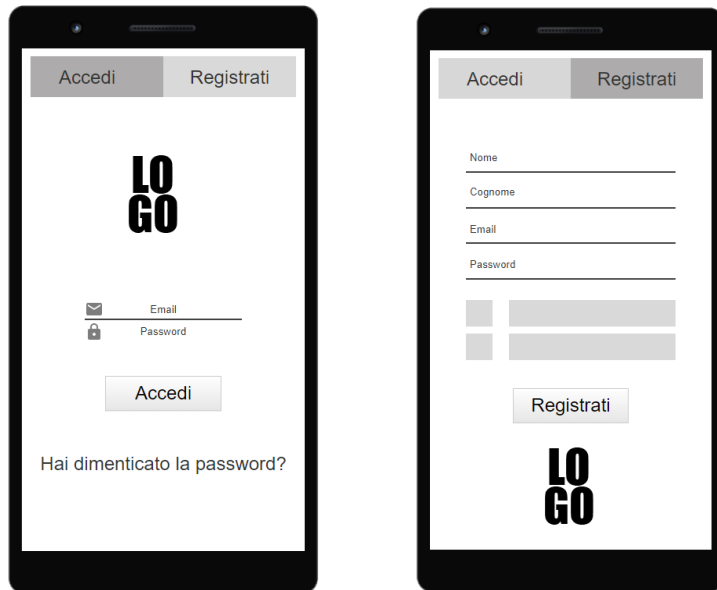 Accedi Registrati
LO
GO
Email
Password
Accedi
Hai dimenticato la password?
Accedi Registrati
Nome
Cognome
Email
Password
Registrati
LO
GO